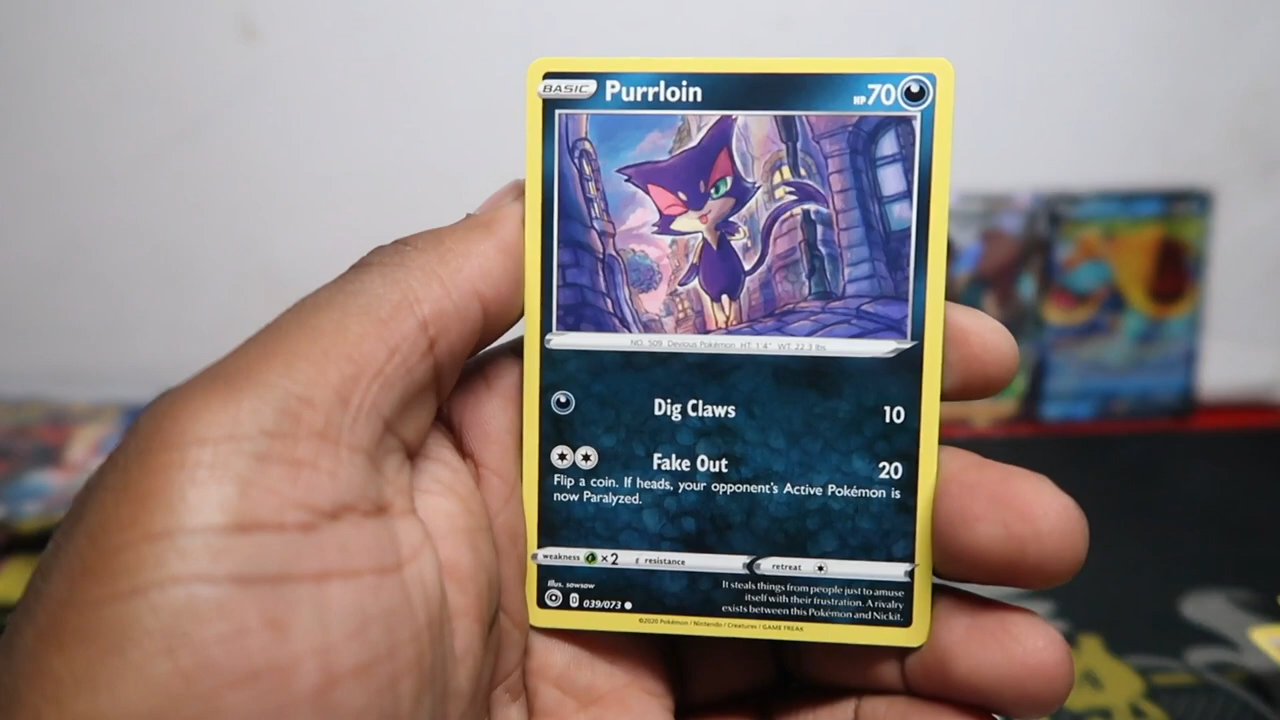 BASIC Purrloin HP 70
NO. 509 Devious Pokémon HT: 1'4" WT: 22.3 lbs
Dig Claws 10
Fake Out 20
Flip a coin. If heads, your opponent's Active Pokémon is
now Paralyzed.
weakness ×2 resistance retreat
Illus. sowsow
D 039/073
It steals things from people just to amuse
itself with their frustration. A rivalry
exists between this Pokémon and Nickit.
©2020 Pokémon / Nintendo / Creatures / GAME FREAK